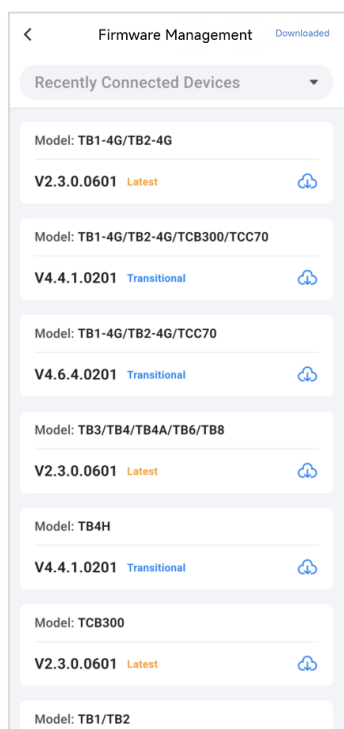 Firmware Management Downloaded
Recently Connected Devices
Model: TB1-4G/TB2-4G
V2.3.0.0601 Latest
Model: TB1-4G/TB2-4G/TCB300/TCC70
V4.4.1.0201 Transitional
Model: TB1-4G/TB2-4G/TCC70
V4.6.4.0201 Transitional
Model: TB3/TB4/TB4A/TB6/TB8
V2.3.0.0601 Latest
Model: TB4H
V4.4.1.0201 Transitional
Model: TCB300
V2.3.0.0601 Latest
Model: TB1/TB2